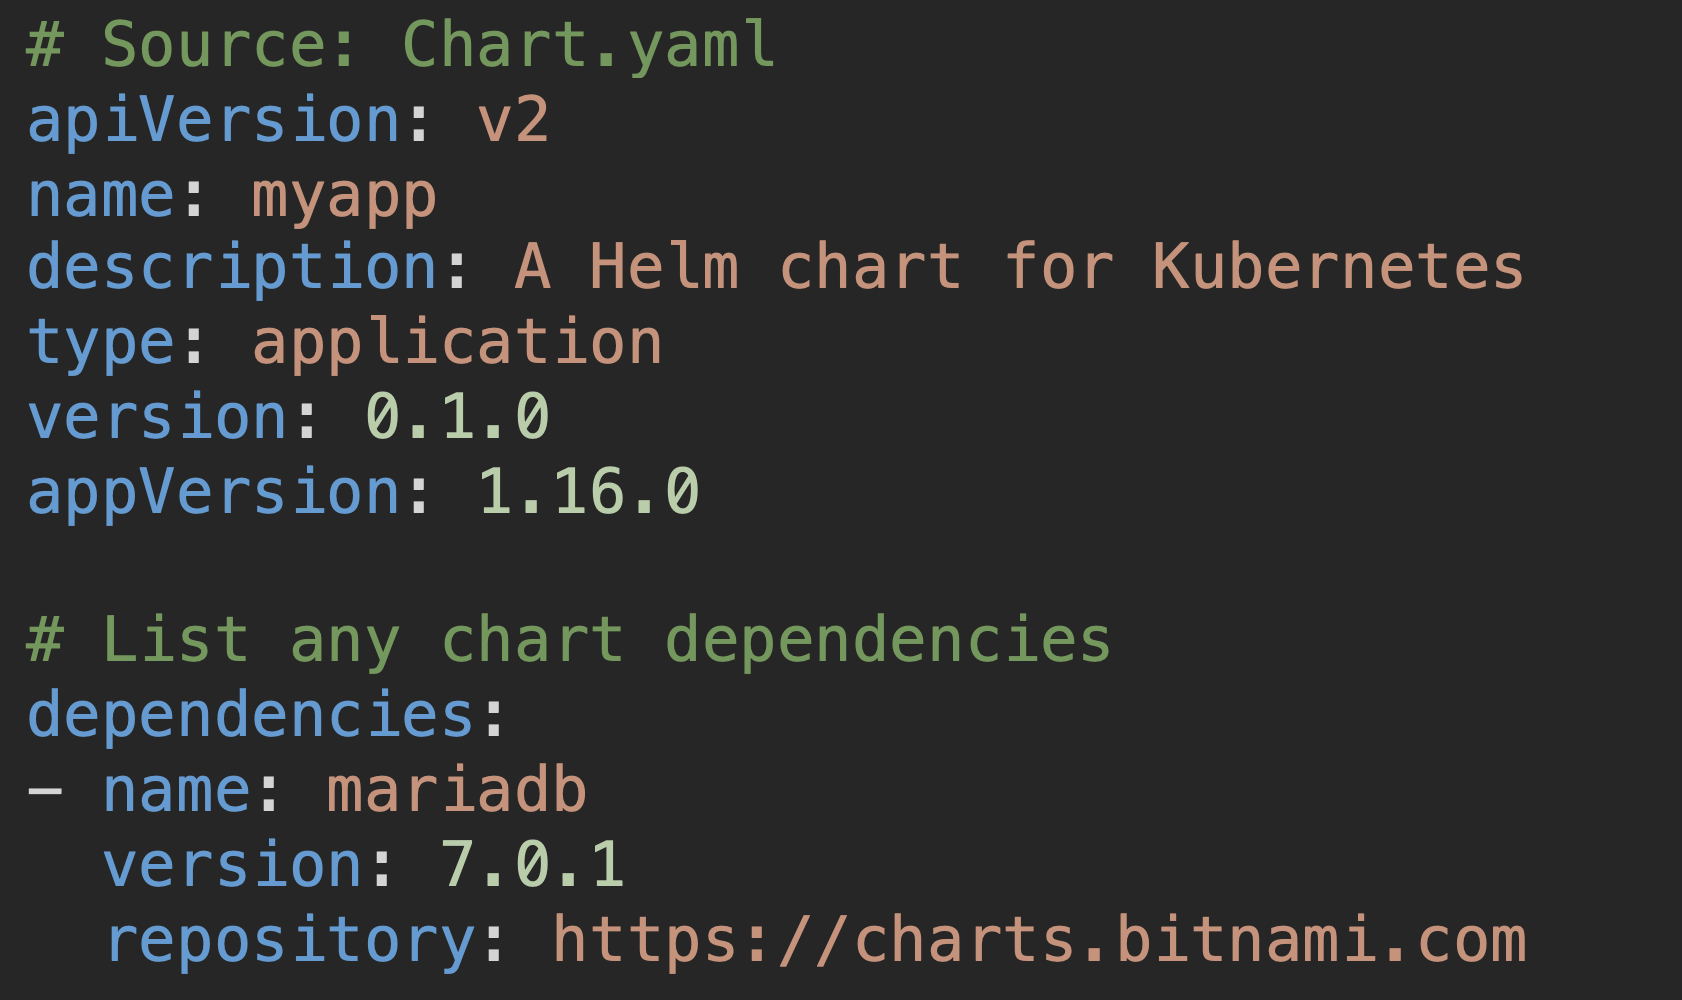 # Source: Chart.yaml
apiVersion: v2
name: myapp
description: A Helm chart for Kubernetes
type: application
version: 0.1.0
appVersion: 1.16.0

# List any chart dependencies
dependencies:
- name: mariadb
  version: 7.0.1
  repository: https://charts.bitnami.com